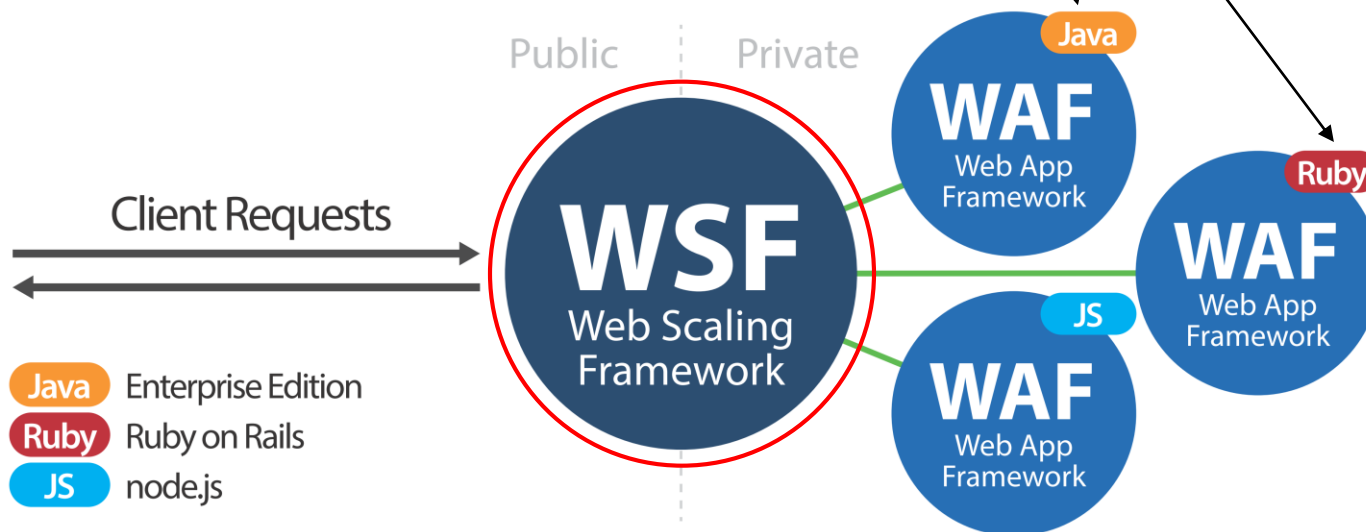 Public
Private
Java
WAF
Web App
Framework
Ruby
WAF
Web App
Framework
Client Requests
WSF
Web Scaling
Framework
JS
WAF
Web App
Framework
Java Enterprise Edition
Ruby Ruby on Rails
JS node.js